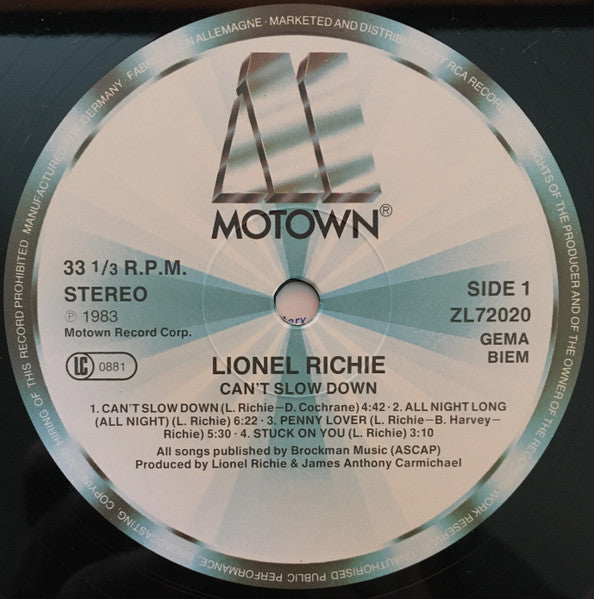 MOTOWN®
33 1/3 R.P.M.
STEREO
℗ 1983
Motown Record Corp.
LC 0881
SIDE 1
ZL72020
GEMA
BIEM
LIONEL RICHIE
CAN'T SLOW DOWN
1. CAN'T SLOW DOWN (L. Richie—D. Cochrane) 4:42 · 2. ALL NIGHT LONG
(ALL NIGHT) (L. Richie) 6:22 · 3. PENNY LOVER (L. Richie—B. Harvey—
Richie) 5:30 · 4. STUCK ON YOU (L. Richie) 3:10
All songs published by Brockman Music (ASCAP)
Produced by Lionel Richie & James Anthony Carmichael
MANUFACTURED IN GERMANY · FABRIQUÉ EN ALLEMAGNE · MARKETED AND DISTRIBUTED BY RCA RECORDS · RIGHTS OF THE PRODUCER AND OF THE OWNER OF THE RECORDED WORK RESERVED · UNAUTHORISED PUBLIC PERFORMANCE, BROADCASTING, COPYING AND HIRING OF THIS RECORD PROHIBITED